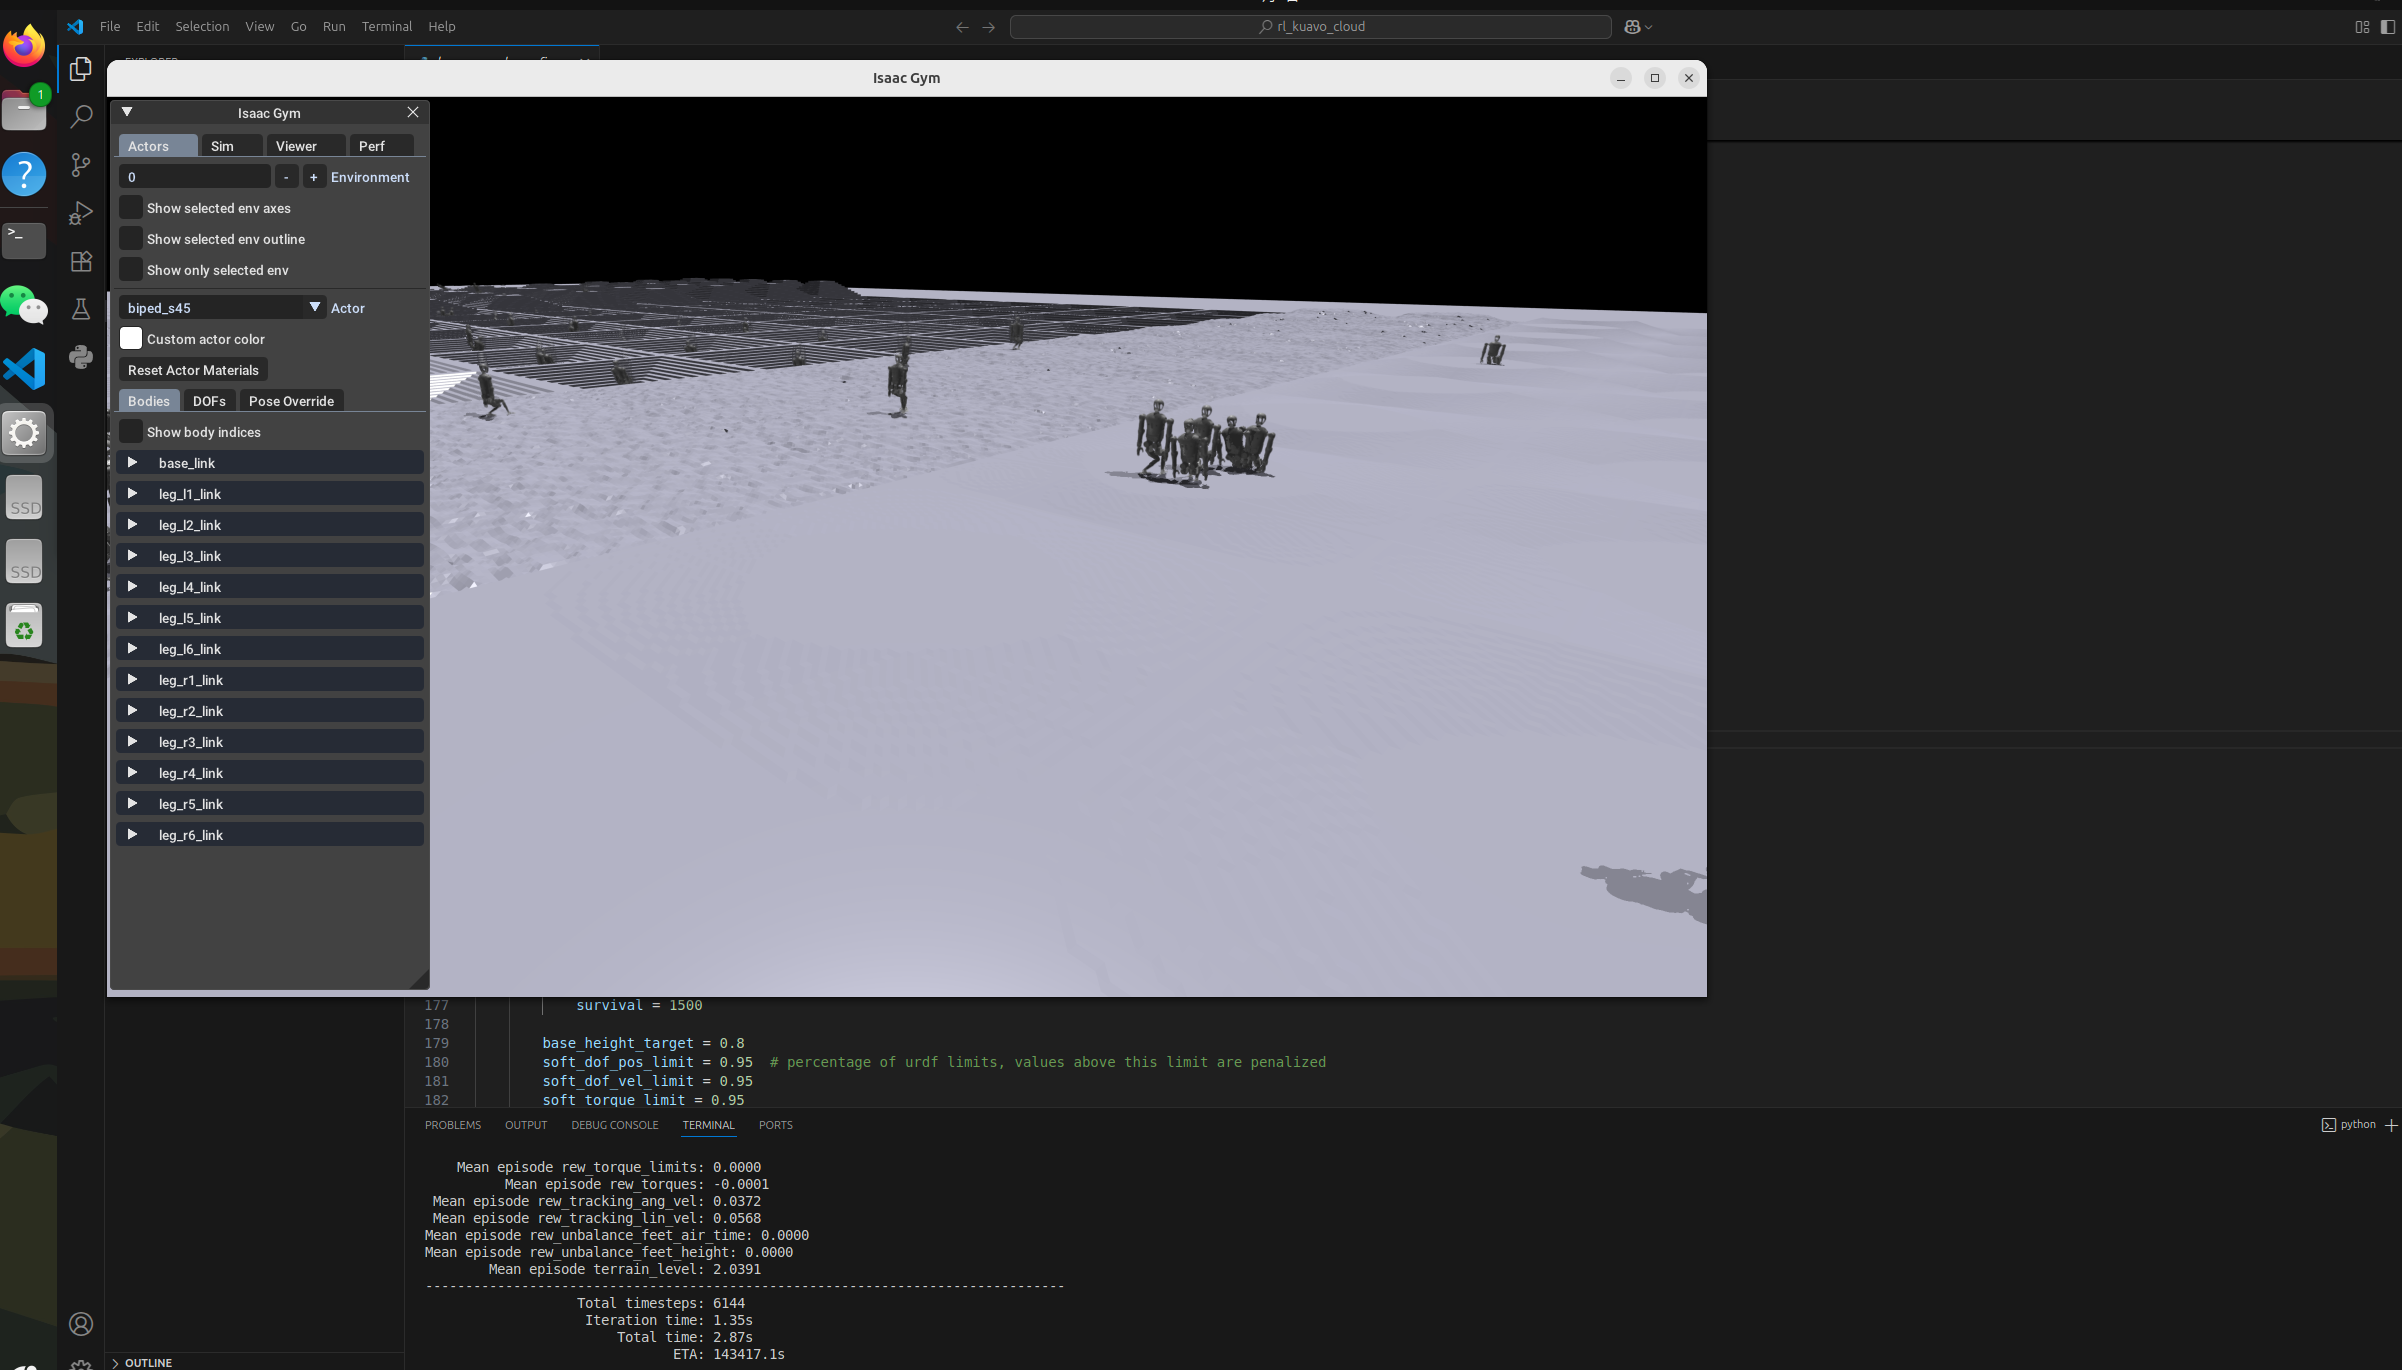 File Edit Selection View Go Run Terminal Help
rl_kuavo_cloud
Isaac Gym
1
Isaac Gym
Actors Sim Viewer Perf
0 - + Environment
Show selected env axes
Show selected env outline
Show only selected env
biped_s45 Actor
Custom actor color
Reset Actor Materials
Bodies DOFs Pose Override
Show body indices
base_link
leg_l1_link
leg_l2_link
leg_l3_link
leg_l4_link
leg_l5_link
leg_l6_link
leg_r1_link
leg_r2_link
leg_r3_link
leg_r4_link
leg_r5_link
leg_r6_link
SSD
SSD
177 survival = 1500
178
179 base_height_target = 0.8
180 soft_dof_pos_limit = 0.95 # percentage of urdf limits, values above this limit are penalized
181 soft_dof_vel_limit = 0.95
182 soft_torque_limit = 0.95
PROBLEMS OUTPUT DEBUG CONSOLE TERMINAL PORTS
python
Mean episode rew_torque_limits: 0.0000
Mean episode rew_torques: -0.0001
Mean episode rew_tracking_ang_vel: 0.0372
Mean episode rew_tracking_lin_vel: 0.0568
Mean episode rew_unbalance_feet_air_time: 0.0000
Mean episode rew_unbalance_feet_height: 0.0000
Mean episode terrain_level: 2.0391
--------------------------------------------------------------------------------
Total timesteps: 6144
Iteration time: 1.35s
Total time: 2.87s
ETA: 143417.1s
OUTLINE